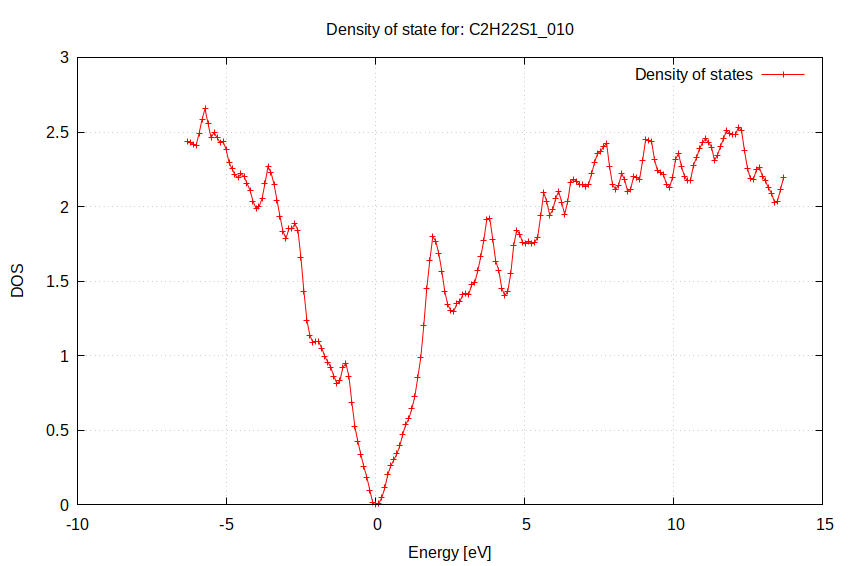 Density of state for: C2H22S1_010
Density of states
3
2.5
2
1.5
1
0.5
0
DOS
-10 -5 0 5 10 15
Energy [eV]